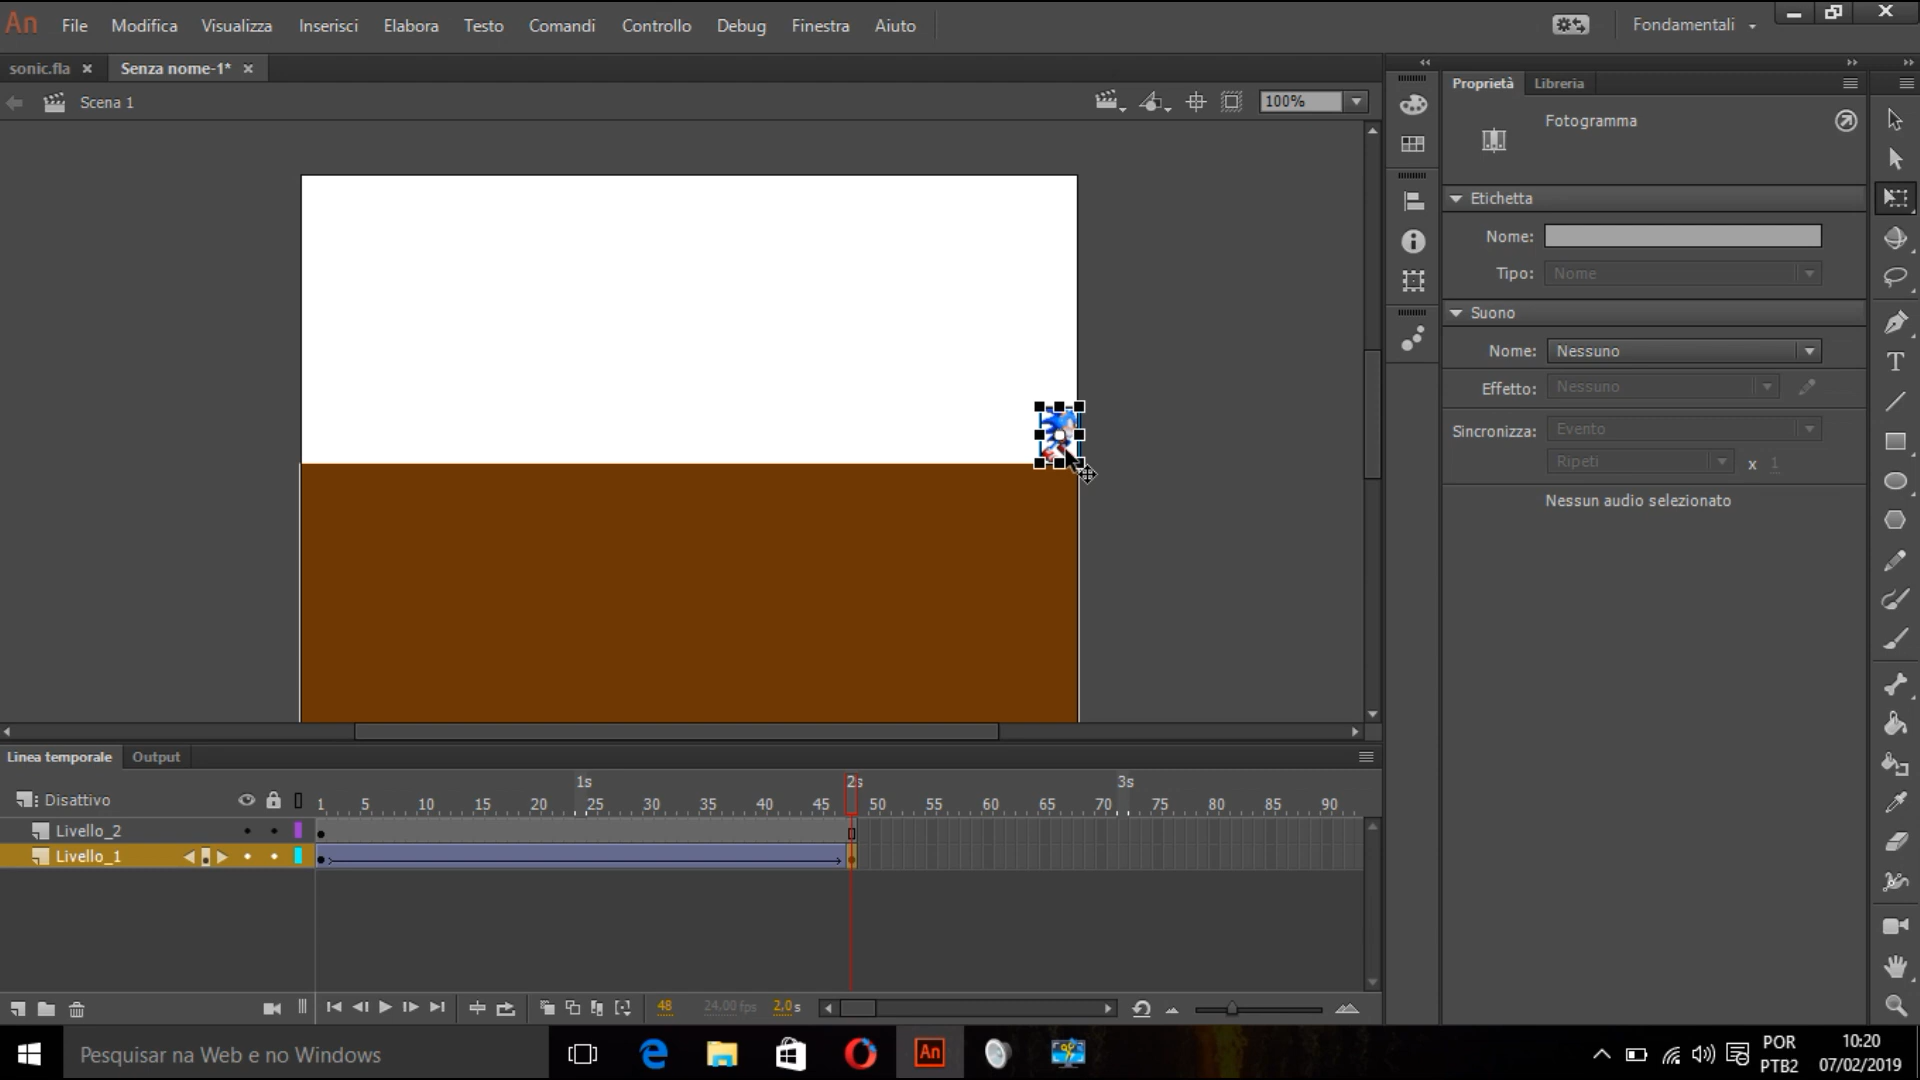 An File Modifica Visualizza Inserisci Elabora Testo Comandi Controllo Debug Finestra Aiuto Fondamentali
sonic.fla Senza nome-1*
Scena 1 100%
Proprietà Libreria
Fotogramma
Etichetta
Nome:
Tipo: Nome
Suono
Nome: Nessuno
Effetto: Nessuno
Sincronizza: Evento
Ripeti x 1
Nessun audio selezionato
Linea temporale Output
1s 2s 3s
Disattivo 1 5 10 15 20 25 30 35 40 45 50 55 60 65 70 75 80 85 90
Livello_2
Livello_1
48 24,00 fps 2,0 s
Pesquisar na Web e no Windows An POR 10:20
PTB2 07/02/2019